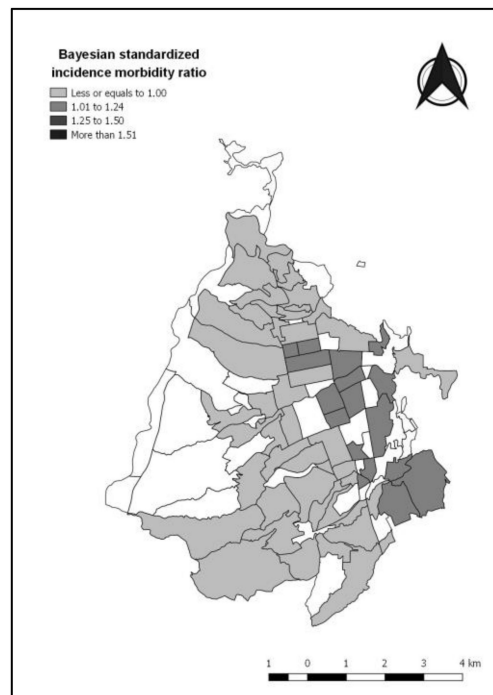 Bayesian standardized
incidence morbidity ratio
Less or equals to 1.00
1.01 to 1.24
1.25 to 1.50
More than 1.51
1 0 1 2 3 4 km